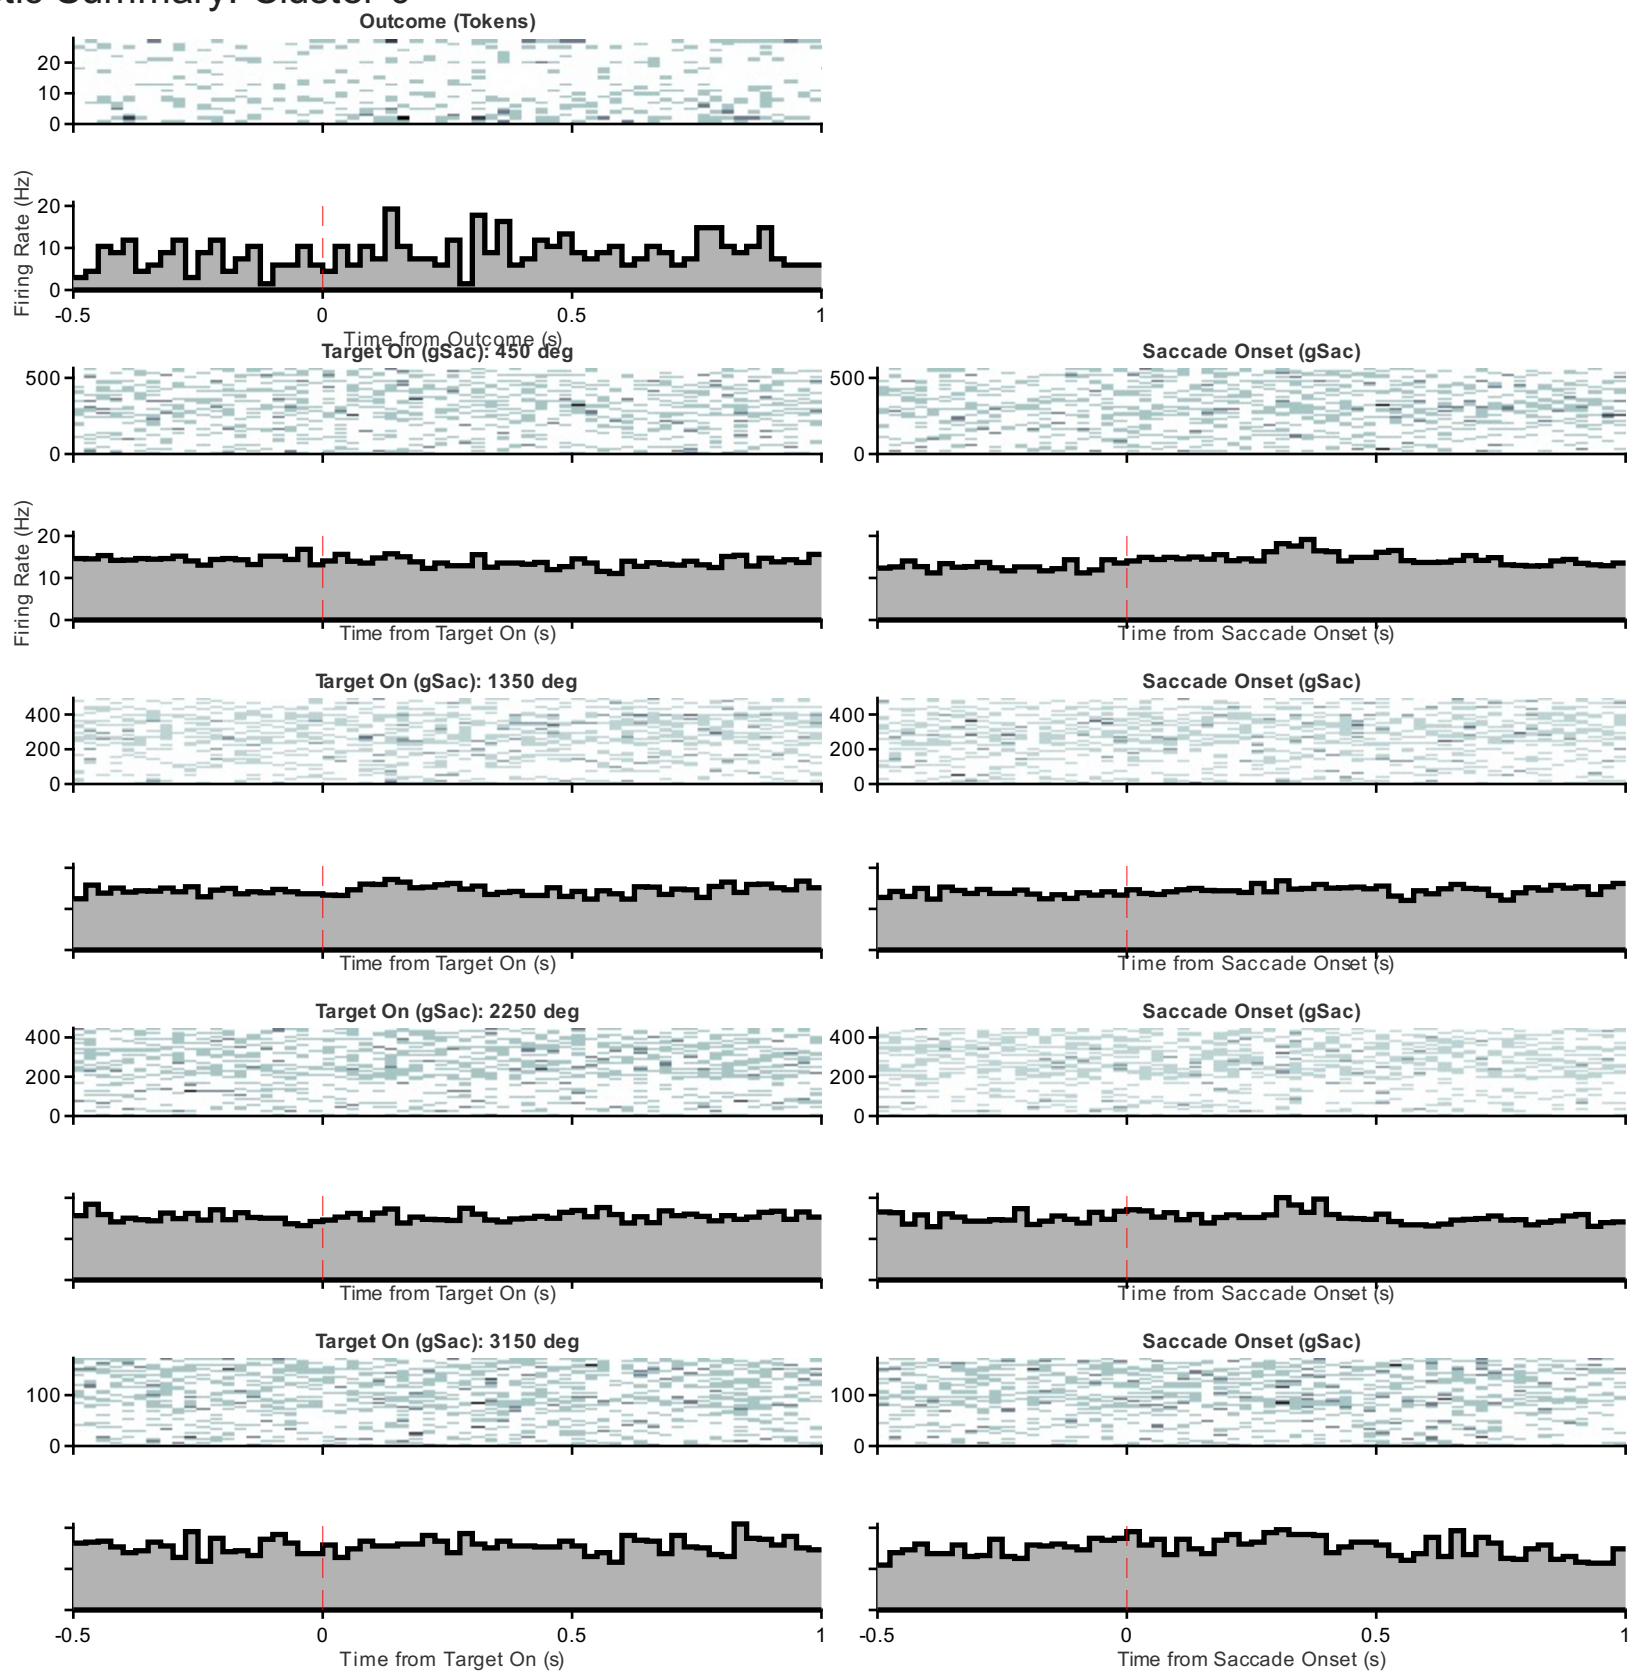 Summary: Cluster
Outcome (Tokens)
20
10
0
Firing Rate (Hz)
20
10
0
-0.5 0 0.5 1
Time from Outcome (s)
Target On (gSac): 450 deg Saccade Onset (gSac)
500 500
0 0
Firing Rate (Hz)
20
10
0
Time from Target On (s) Time from Saccade Onset (s)
Target On (gSac): 1350 deg Saccade Onset (gSac)
400 400
200 200
0 0
Time from Target On (s) Time from Saccade Onset (s)
Target On (gSac): 2250 deg Saccade Onset (gSac)
400 400
200 200
0 0
Time from Target On (s) Time from Saccade Onset (s)
Target On (gSac): 3150 deg Saccade Onset (gSac)
100 100
0 0
-0.5 0 0.5 1 -0.5 0 0.5 1
Time from Target On (s) Time from Saccade Onset (s)